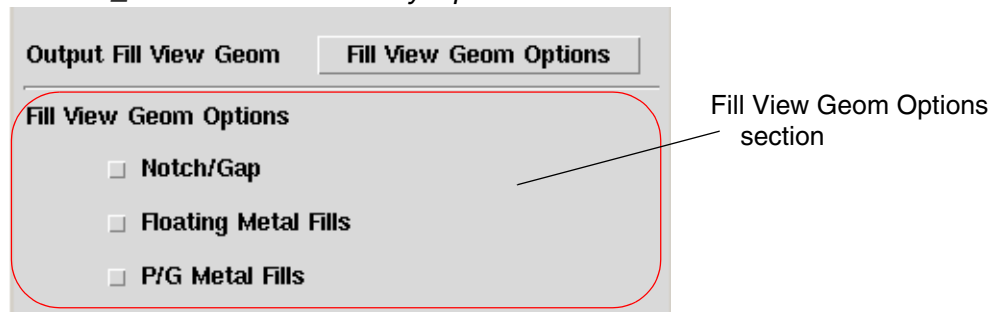 Output Fill View Geom Fill View Geom Options
Fill View Geom Options
Notch/Gap
Floating Metal Fills
P/G Metal Fills
Fill View Geom Options
section